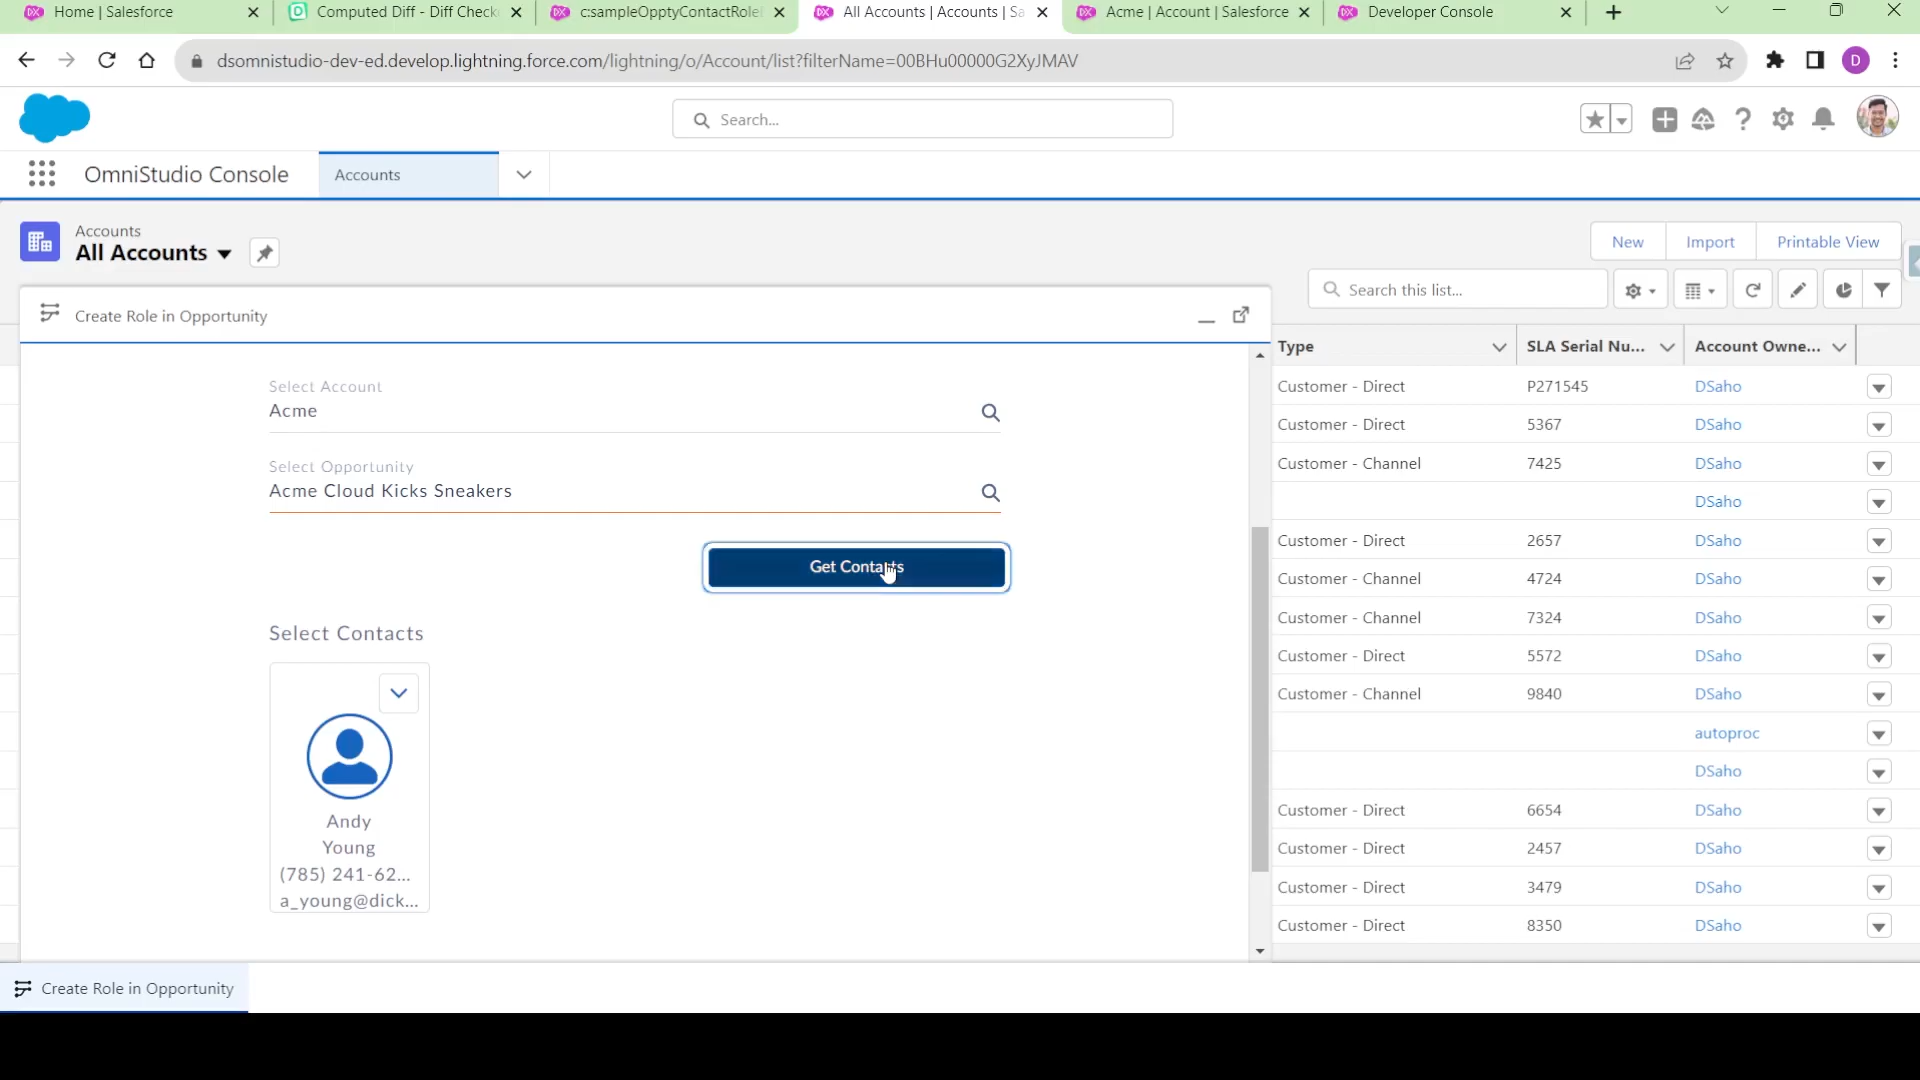 Home | Salesforce
Computed Diff - Diff Check
c:sampleOpptyContactRole
All Accounts | Accounts | Sa
Acme | Account | Salesforce
Developer Console
dsomnistudio-dev-ed.develop.lightning.force.com/lightning/o/Account/list?filterName=00BHu00000G2XyJMAV
D
Search...
OmniStudio Console
Accounts
Accounts
All Accounts
New
Import
Printable View
Search this list...
Create Role in Opportunity
Type
SLA Serial Nu...
Account Owne...
Select Account
Acme
Select Opportunity
Acme Cloud Kicks Sneakers
Get Contacts
Select Contacts
Andy
Young
(785) 241-62...
a_young@dick...
Customer - Direct P271545 DSaho
Customer - Direct 5367 DSaho
Customer - Channel 7425 DSaho
DSaho
Customer - Direct 2657 DSaho
Customer - Channel 4724 DSaho
Customer - Channel 7324 DSaho
Customer - Direct 5572 DSaho
Customer - Channel 9840 DSaho
autoproc
DSaho
Customer - Direct 6654 DSaho
Customer - Direct 2457 DSaho
Customer - Direct 3479 DSaho
Customer - Direct 8350 DSaho
Create Role in Opportunity